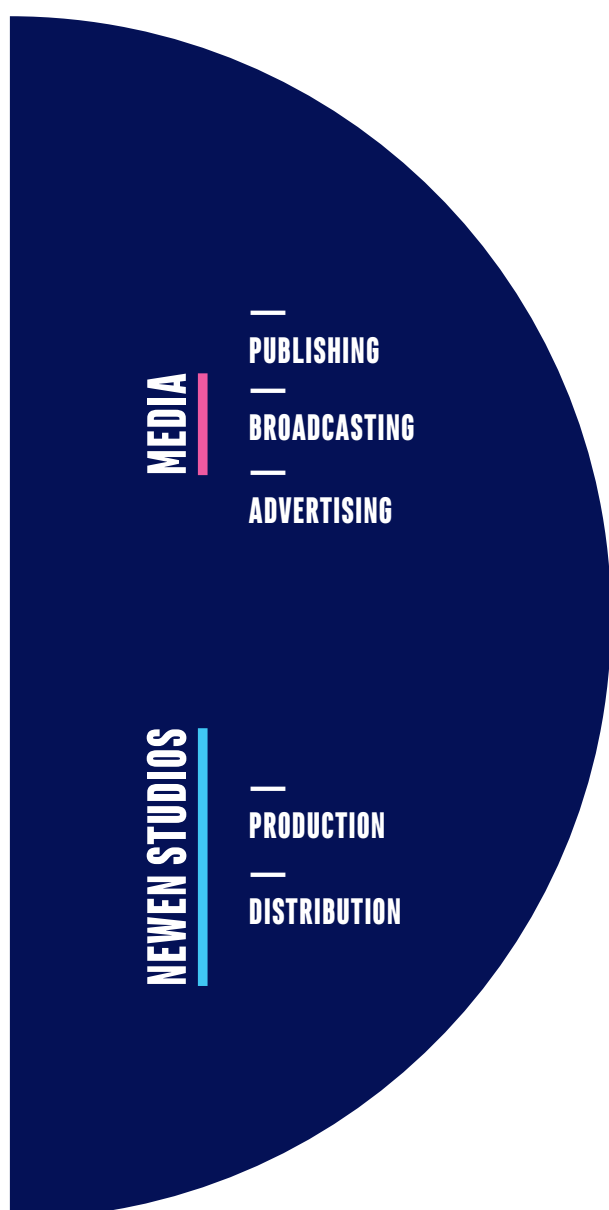 MEDIA
PUBLISHING
BROADCASTING
ADVERTISING
NEWEN STUDIOS
PRODUCTION
DISTRIBUTION